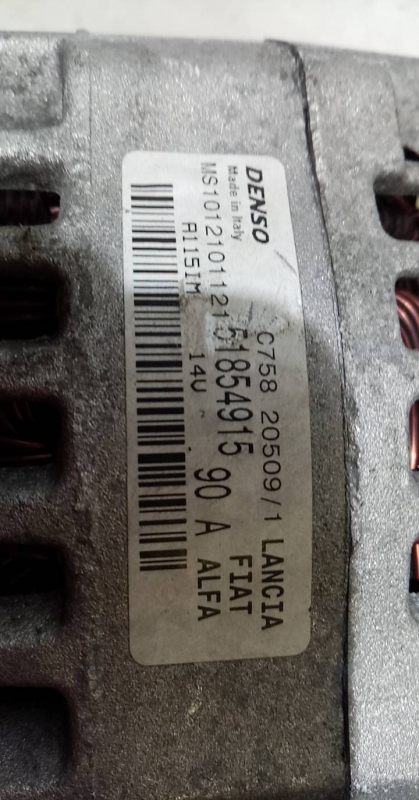 DENSO
Made in Italy
C758 20509/1 LANCIA
MS1012101121 51854915 FIAT
A115IM 14V 90 A ALFA